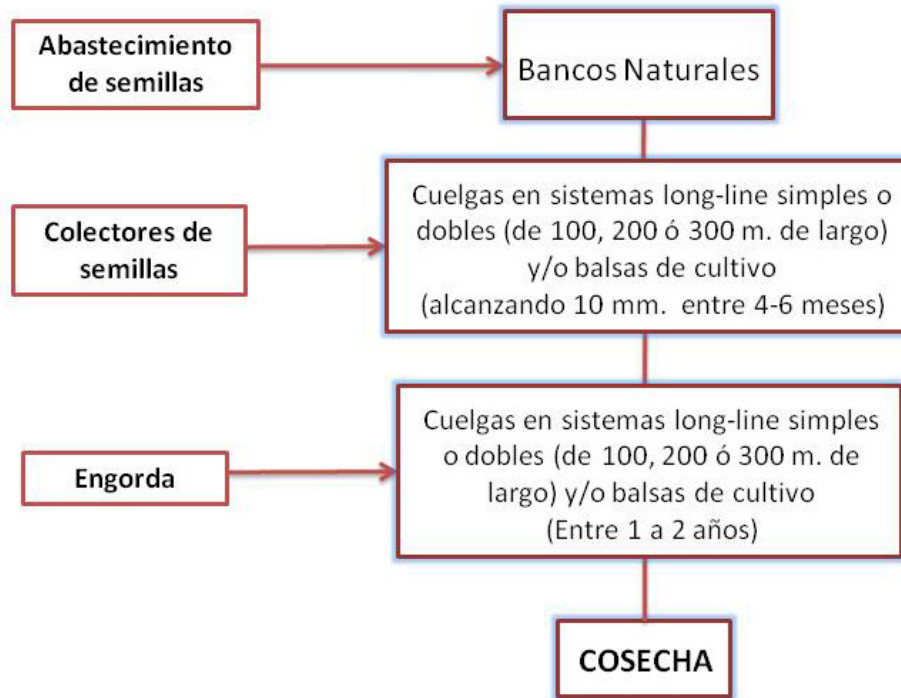 Abastecimiento
de semillas
Bancos Naturales
Colectores de
semillas
Cuelgas en sistemas long-line simples o
dobles (de 100, 200 ó 300 m. de largo)
y/o balsas de cultivo
(alcanzando 10 mm. entre 4-6 meses)
Engorda
Cuelgas en sistemas long-line simples
o dobles (de 100, 200 ó 300 m. de
largo) y/o balsas de cultivo
(Entre 1 a 2 años)
COSECHA